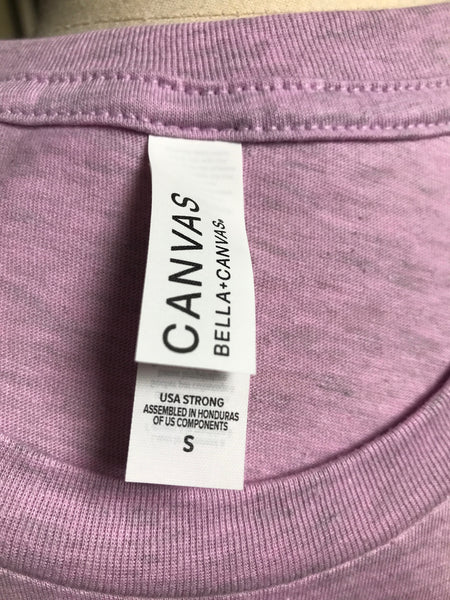 CANVAS
BELLA+CANVAS®
USA STRONG
ASSEMBLED IN HONDURAS
OF US COMPONENTS
S